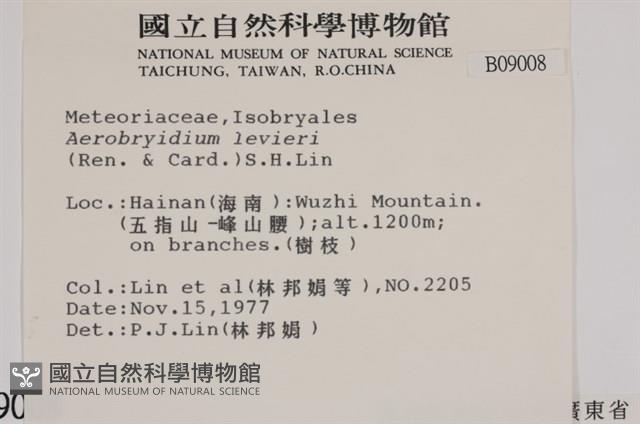 國立自然科學博物館
NATIONAL MUSEUM OF NATURAL SCIENCE
TAICHUNG, TAIWAN, R.O.CHINA
B09008
Meteoriaceae,Isobryales
Aerobryidium levieri
(Ren. & Card.)S.H.Lin
Loc.:Hainan(海南):Wuzhi Mountain.
(五指山-峰山腰);alt.1200m;
on branches.(樹枝)
Col.:Lin et al(林邦娟等),NO.2205
Date:Nov.15,1977
Det.:P.J.Lin(林邦娟)
國立自然科學博物館
NATIONAL MUSEUM OF NATURAL SCIENCE
90
廣東省